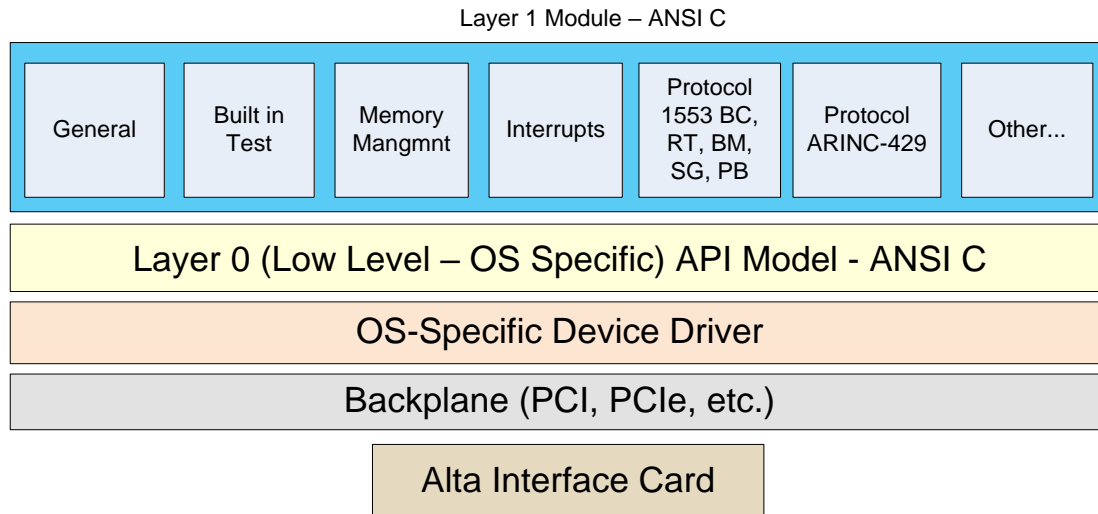 Layer 1 Module – ANSI C
General
Built in
Test
Memory
Mangmnt
Interrupts
Protocol
1553 BC,
RT, BM,
SG, PB
Protocol
ARINC-429
Other...
Layer 0 (Low Level – OS Specific) API Model - ANSI C
OS-Specific Device Driver
Backplane (PCI, PCIe, etc.)
Alta Interface Card